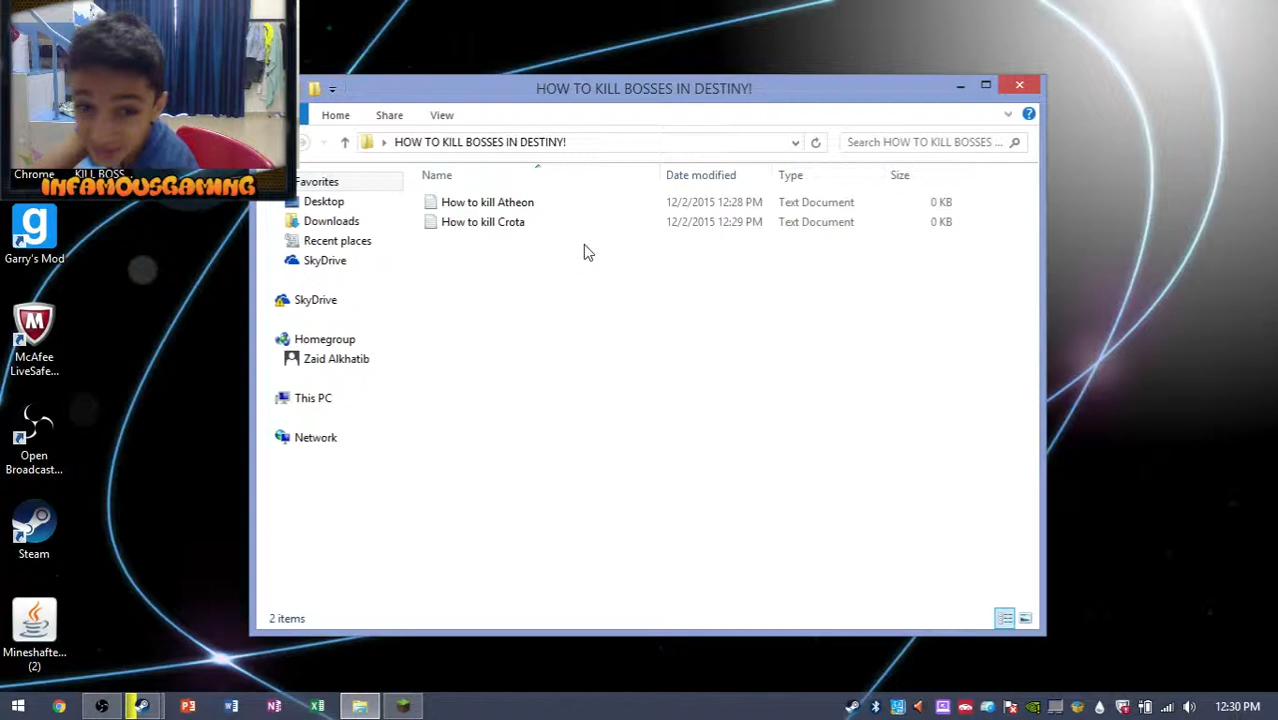 HOW TO KILL BOSSES IN DESTINY!
Home Share View
HOW TO KILL BOSSES IN DESTINY!
Search HOW TO KILL BOSSES ...
Name Date modified Type Size
How to kill Atheon 12/2/2015 12:28 PM Text Document 0 KB
How to kill Crota 12/2/2015 12:29 PM Text Document 0 KB
Favorites
Desktop
Downloads
Recent places
SkyDrive
SkyDrive
Homegroup
Zaid Alkhatib
This PC
Network
2 items
Chrome KILL BOSS...
INFAMOUSGAMING
Garry's Mod
McAfee
LiveSafe...
Open
Broadcast...
Steam
Mineshafte...
(2)
12:30 PM